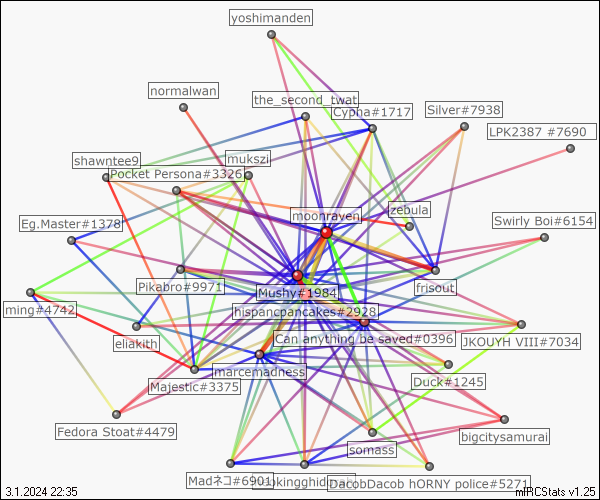 yoshimanden
normalwan
the_second_twat
Cypha#1717
Silver#7938
LPK2387 #7690
shawntee9
mukszi
Pocket Persona#3326
moonraven
zebula
Eg.Master#1378
Swirly Boi#6154
Pikabro#9971
Mushy#1984
frisout
ming#4742
hispancpancakes#2928
eliakith
Can anything be saved#0396
JKOUYH VIII#7034
marcemadness
Majestic#3375
Duck#1245
Fedora Stoat#4479
bigcitysamurai
somass
Madネコ#6901
DacobDacob hORNY police#5271
3.1.2024 22:35
mIRCStats v1.25